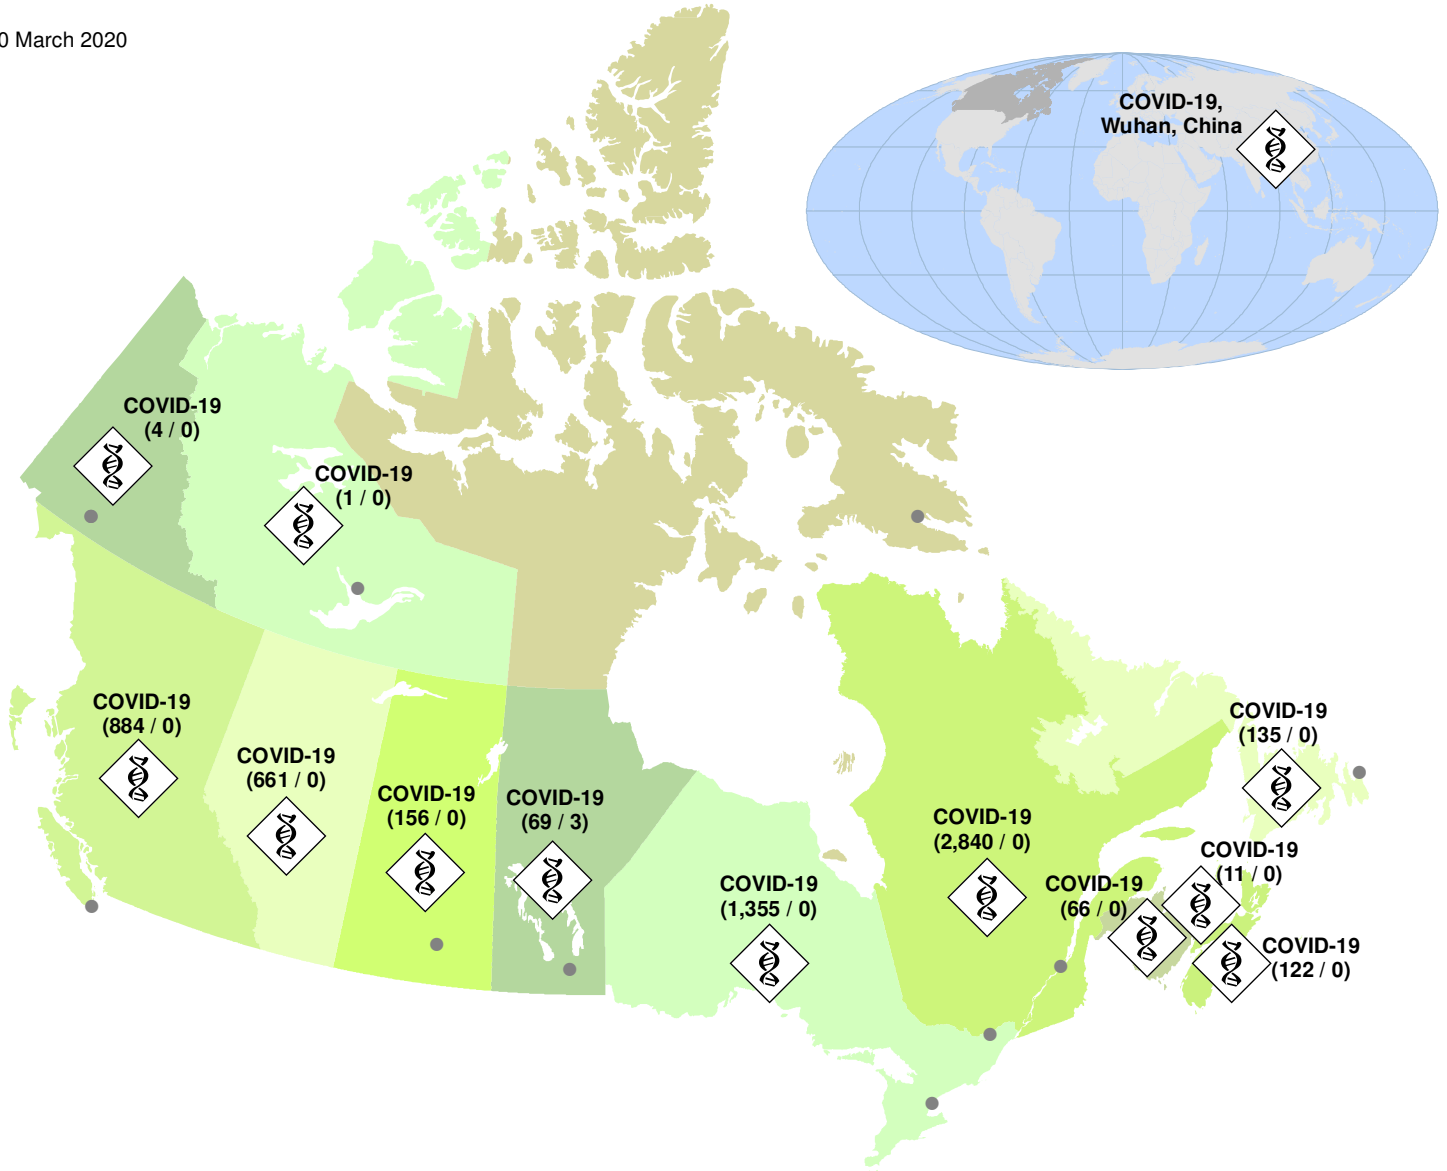 0 March 2020
COVID-19,
Wuhan, China
COVID-19
(4 / 0)
COVID-19
(1 / 0)
COVID-19
(884 / 0)
COVID-19
(661 / 0)
COVID-19
(156 / 0)
COVID-19
(69 / 3)
COVID-19
(1,355 / 0)
COVID-19
(2,840 / 0)
COVID-19
(66 / 0)
COVID-19
(135 / 0)
COVID-19
(11 / 0)
COVID-19
(122 / 0)